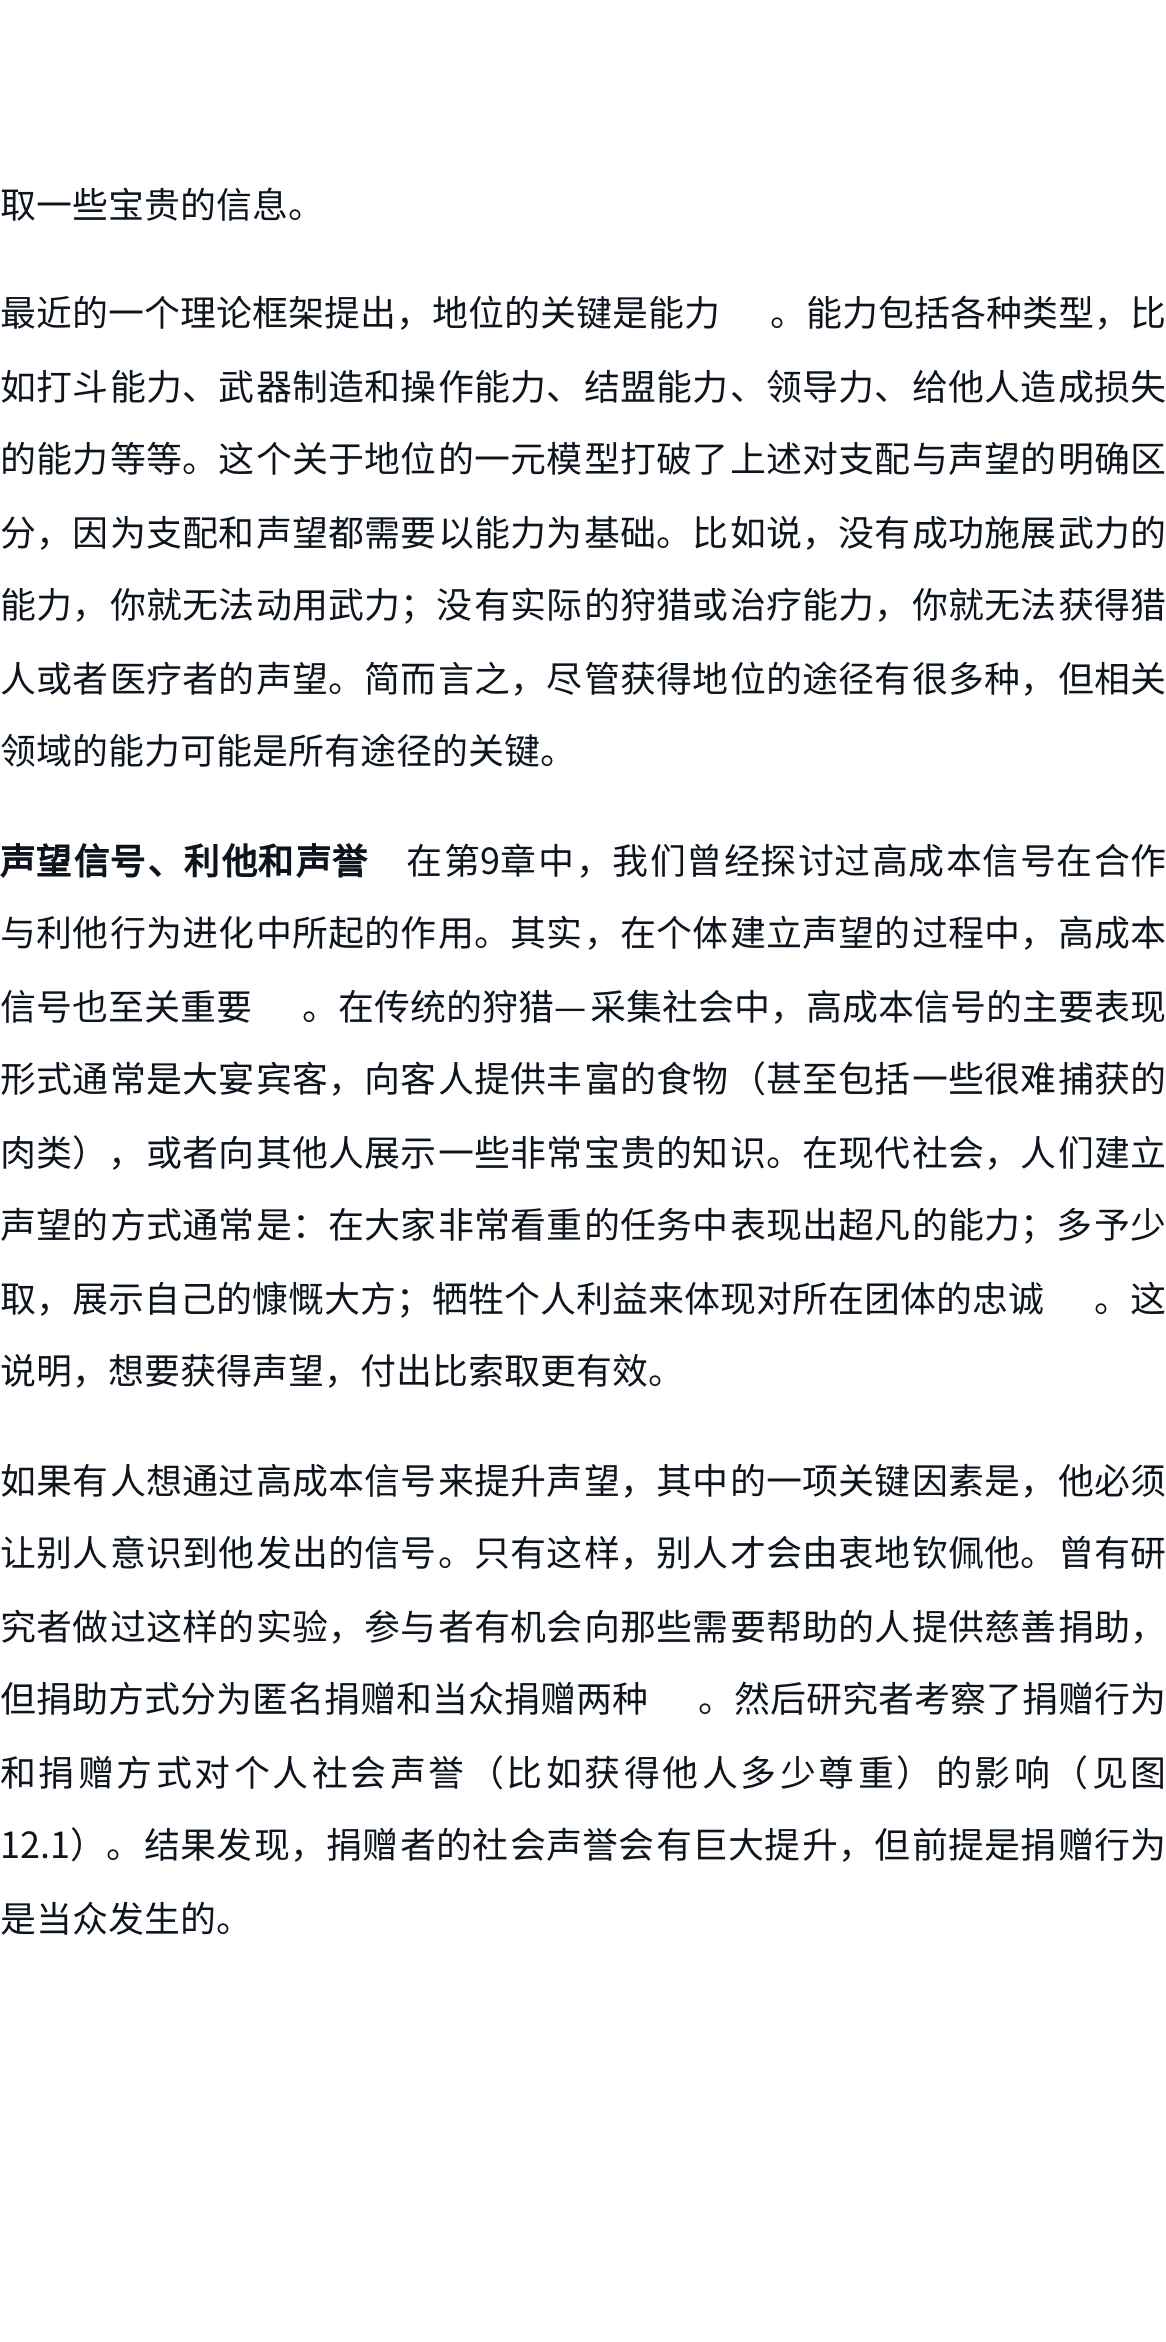 取一些宝贵的信息。
最近的一个理论框架提出，地位的关键是能力　。能力包括各种类型，比
如打斗能力、武器制造和操作能力、结盟能力、领导力、给他人造成损失
的能力等等。这个关于地位的一元模型打破了上述对支配与声望的明确区
分，因为支配和声望都需要以能力为基础。比如说，没有成功施展武力的
能力，你就无法动用武力；没有实际的狩猎或治疗能力，你就无法获得猎
人或者医疗者的声望。简而言之，尽管获得地位的途径有很多种，但相关
领域的能力可能是所有途径的关键。
声望信号、利他和声誉　在第9章中，我们曾经探讨过高成本信号在合作
与利他行为进化中所起的作用。其实，在个体建立声望的过程中，高成本
信号也至关重要　。在传统的狩猎—采集社会中，高成本信号的主要表现
形式通常是大宴宾客，向客人提供丰富的食物（甚至包括一些很难捕获的
肉类），或者向其他人展示一些非常宝贵的知识。在现代社会，人们建立
声望的方式通常是：在大家非常看重的任务中表现出超凡的能力；多予少
取，展示自己的慷慨大方；牺牲个人利益来体现对所在团体的忠诚　。这
说明，想要获得声望，付出比索取更有效。
如果有人想通过高成本信号来提升声望，其中的一项关键因素是，他必须
让别人意识到他发出的信号。只有这样，别人才会由衷地钦佩他。曾有研
究者做过这样的实验，参与者有机会向那些需要帮助的人提供慈善捐助，
但捐助方式分为匿名捐赠和当众捐赠两种　。然后研究者考察了捐赠行为
和捐赠方式对个人社会声誉（比如获得他人多少尊重）的影响（见图
12.1）。结果发现，捐赠者的社会声誉会有巨大提升，但前提是捐赠行为
是当众发生的。